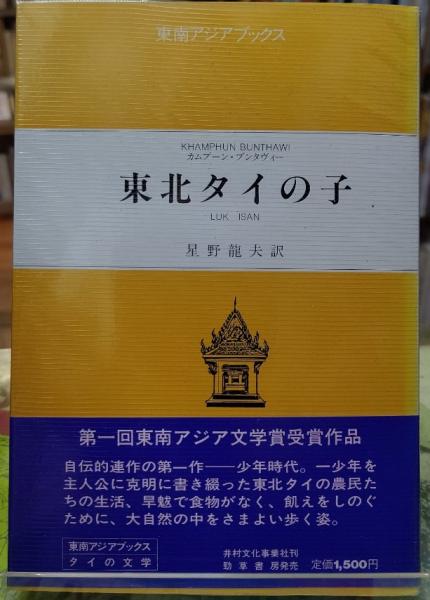 東南アジアブックス
KHAMPHUN BUNTHAWI
カムプーン・ブンタヴィー
東北タイの子
LUK ISAN
星野龍夫訳
第一回東南アジア文学賞受賞作品
自伝的連作の第一作――少年時代。一少年を
主人公に克明に書き綴った東北タイの農民た
ちの生活、旱魃で食物がなく、飢えをしのぐ
ために、大自然の中をさまよい歩く姿。
東南アジアブックス
タイの文学
井村文化事業社刊
勁草書房発売
定価1,500円